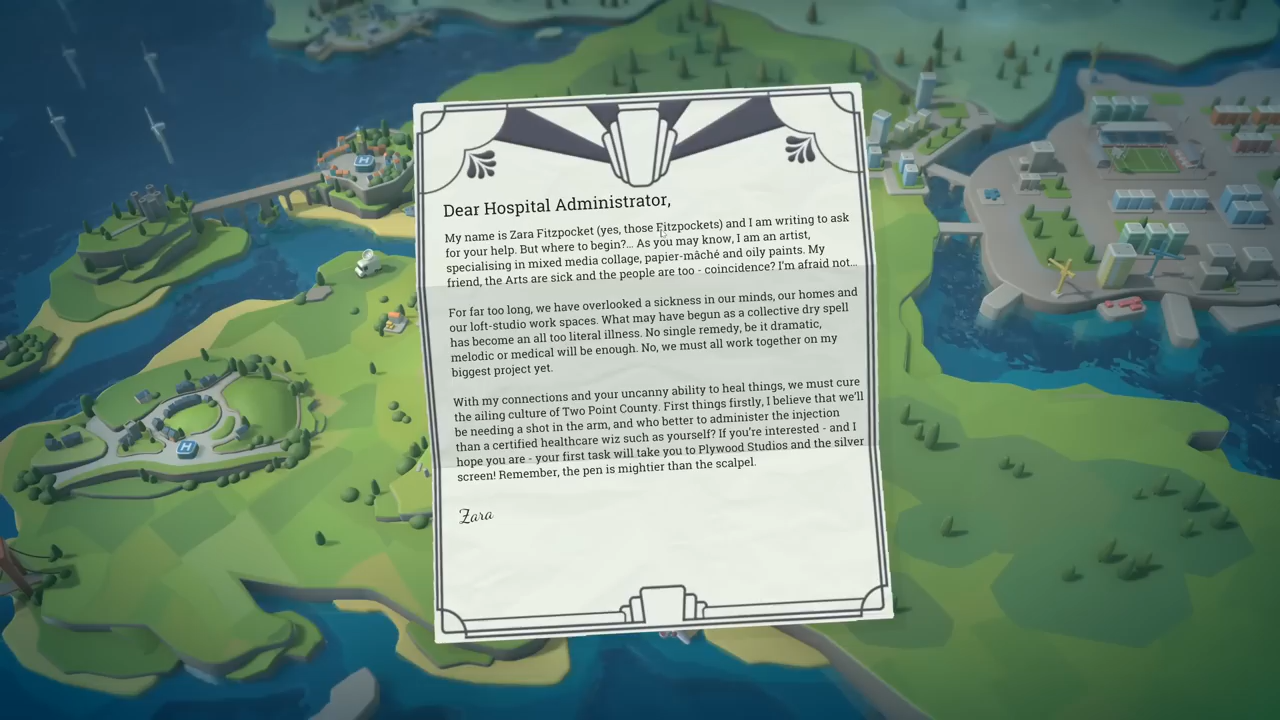 Dear Hospital Administrator,
My name is Zara Fitzpocket (yes, those Fitzpockets) and I am writing to ask
for your help. But where to begin?... As you may know, I am an artist,
specialising in mixed media collage, papier-mâché and oily paints. My
friend, the Arts are sick and the people are too - coincidence? I'm afraid not...
For far too long, we have overlooked a sickness in our minds, our homes and
our loft-studio work spaces. What may have begun as a collective dry spell
has become an all too literal illness. No single remedy, be it dramatic,
melodic or medical will be enough. No, we must all work together on my
biggest project yet.
With my connections and your uncanny ability to heal things, we must cure
the ailing culture of Two Point County. First things firstly, I believe that we'll
be needing a shot in the arm, and who better to administer the injection
than a certified healthcare wiz such as yourself? If you're interested - and I
hope you are - your first task will take you to Plywood Studios and the silver
screen! Remember, the pen is mightier than the scalpel.
Zara
H
H